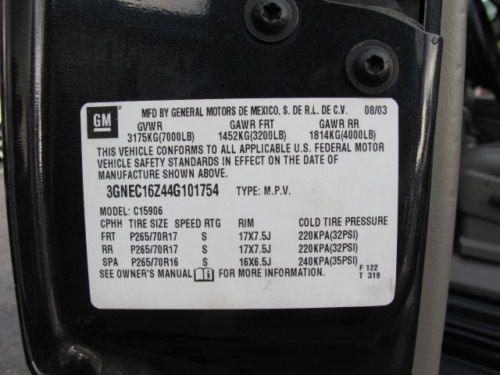 GM
MFD BY GENERAL MOTORS DE MEXICO, S. DE R.L. DE C.V. 08/03
GVWR GAWR FRT GAWR RR
3175KG(7000LB) 1452KG(3200LB) 1814KG(4000LB)
THIS VEHICLE CONFORMS TO ALL APPLICABLE U.S. FEDERAL MOTOR
VEHICLE SAFETY STANDARDS IN EFFECT ON THE DATE OF
MANUFACTURE SHOWN ABOVE.
3GNEC16Z44G101754 TYPE: M.P.V.
MODEL: C15906
CPHH TIRE SIZE SPEED RTG RIM COLD TIRE PRESSURE
FRT P265/70R17 S 17X7.5J 220KPA(32PSI)
RR P265/70R17 S 17X7.5J 220KPA(32PSI)
SPA P265/70R16 S 16X6.5J 240KPA(35PSI)
SEE OWNER'S MANUAL FOR MORE INFORMATION.
F 122
T 319